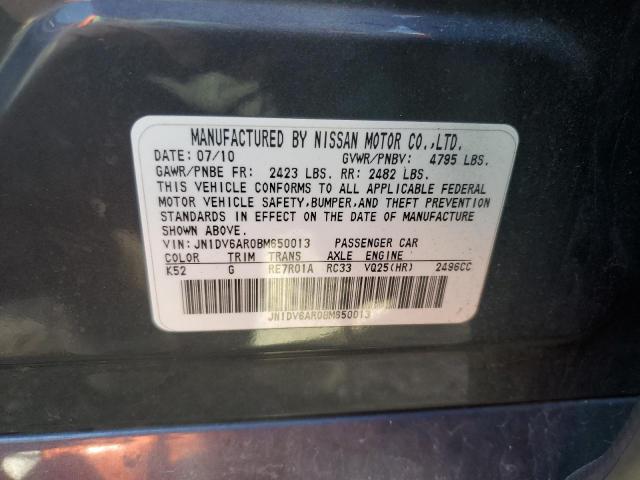 MANUFACTURED BY NISSAN MOTOR CO.,LTD.
DATE: 07/10 GVWR/PNBV: 4795 LBS.
GAWR/PNBE FR: 2423 LBS. RR: 2482 LBS.
THIS VEHICLE CONFORMS TO ALL APPLICABLE FEDERAL
MOTOR VEHICLE SAFETY,BUMPER,AND THEFT PREVENTION
STANDARDS IN EFFECT ON THE DATE OF MANUFACTURE
SHOWN ABOVE.
VIN: JN1DV6AR0BM650013 PASSENGER CAR
COLOR TRIM TRANS AXLE ENGINE
K52 G RE7R01A RC33 VQ25(HR) 2496CC
JN1DV6AR0BM650013